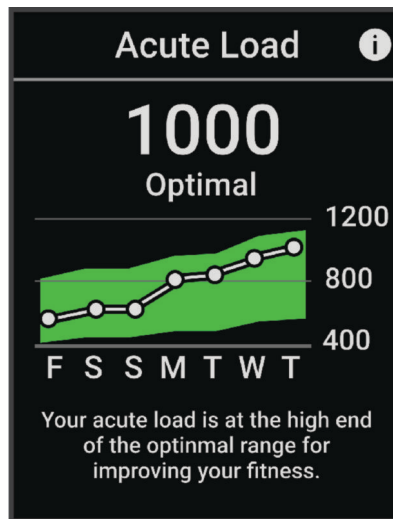 Acute Load i
1000
Optimal
1200
800
400
F S S M T W T
Your acute load is at the high end
of the optinmal range for
improving your fitness.